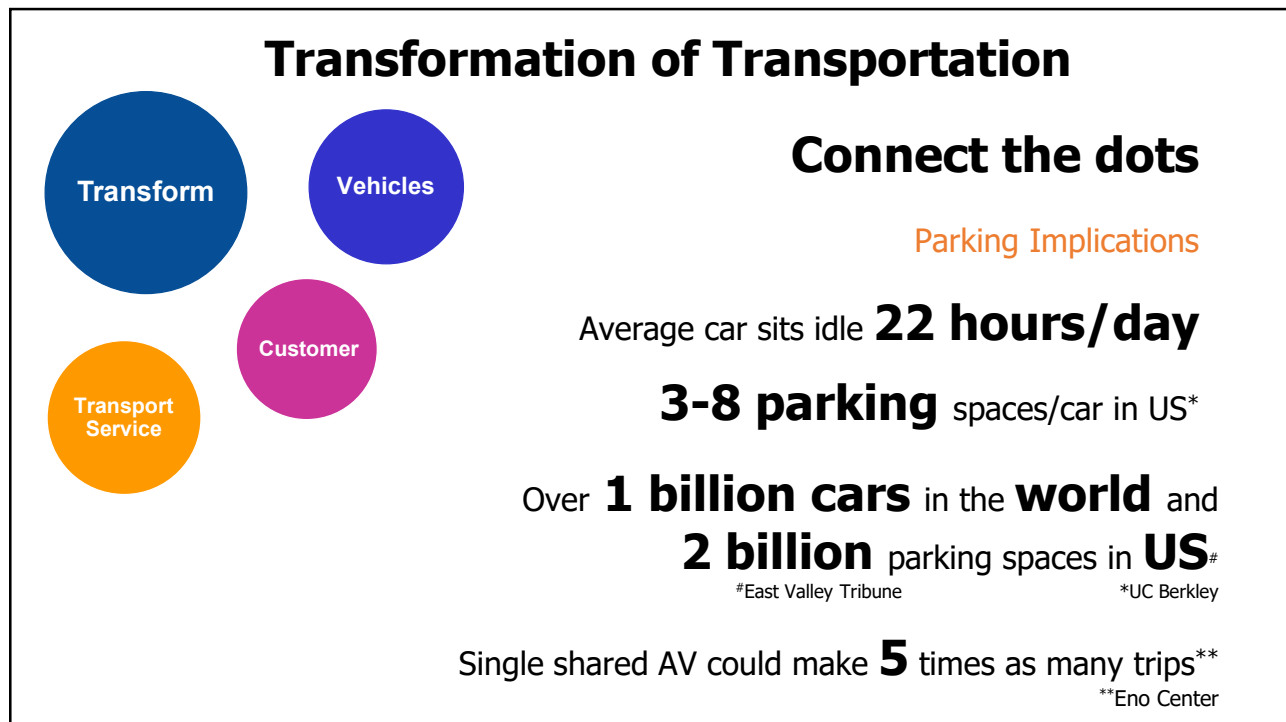 Transformation of Transportation
Transform
Vehicles
Customer
Transport
Service
Connect the dots
Parking Implications
Average car sits idle 22 hours/day
3-8 parking spaces/car in US*
Over 1 billion cars in the world and
2 billion parking spaces in US#
#East Valley Tribune *UC Berkley
Single shared AV could make 5 times as many trips**
**Eno Center